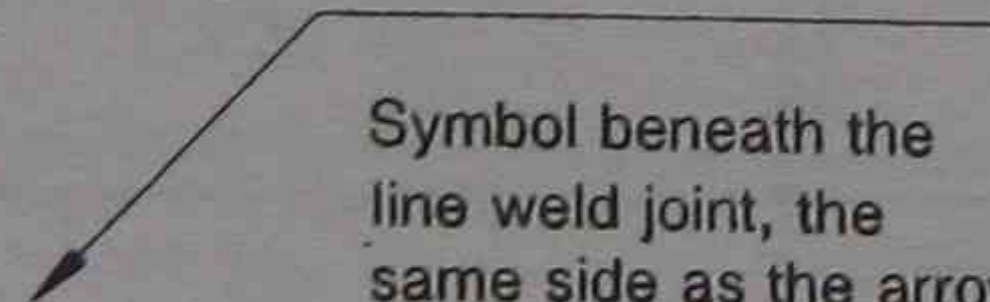 Symbol beneath the
line weld joint, the
same side as the